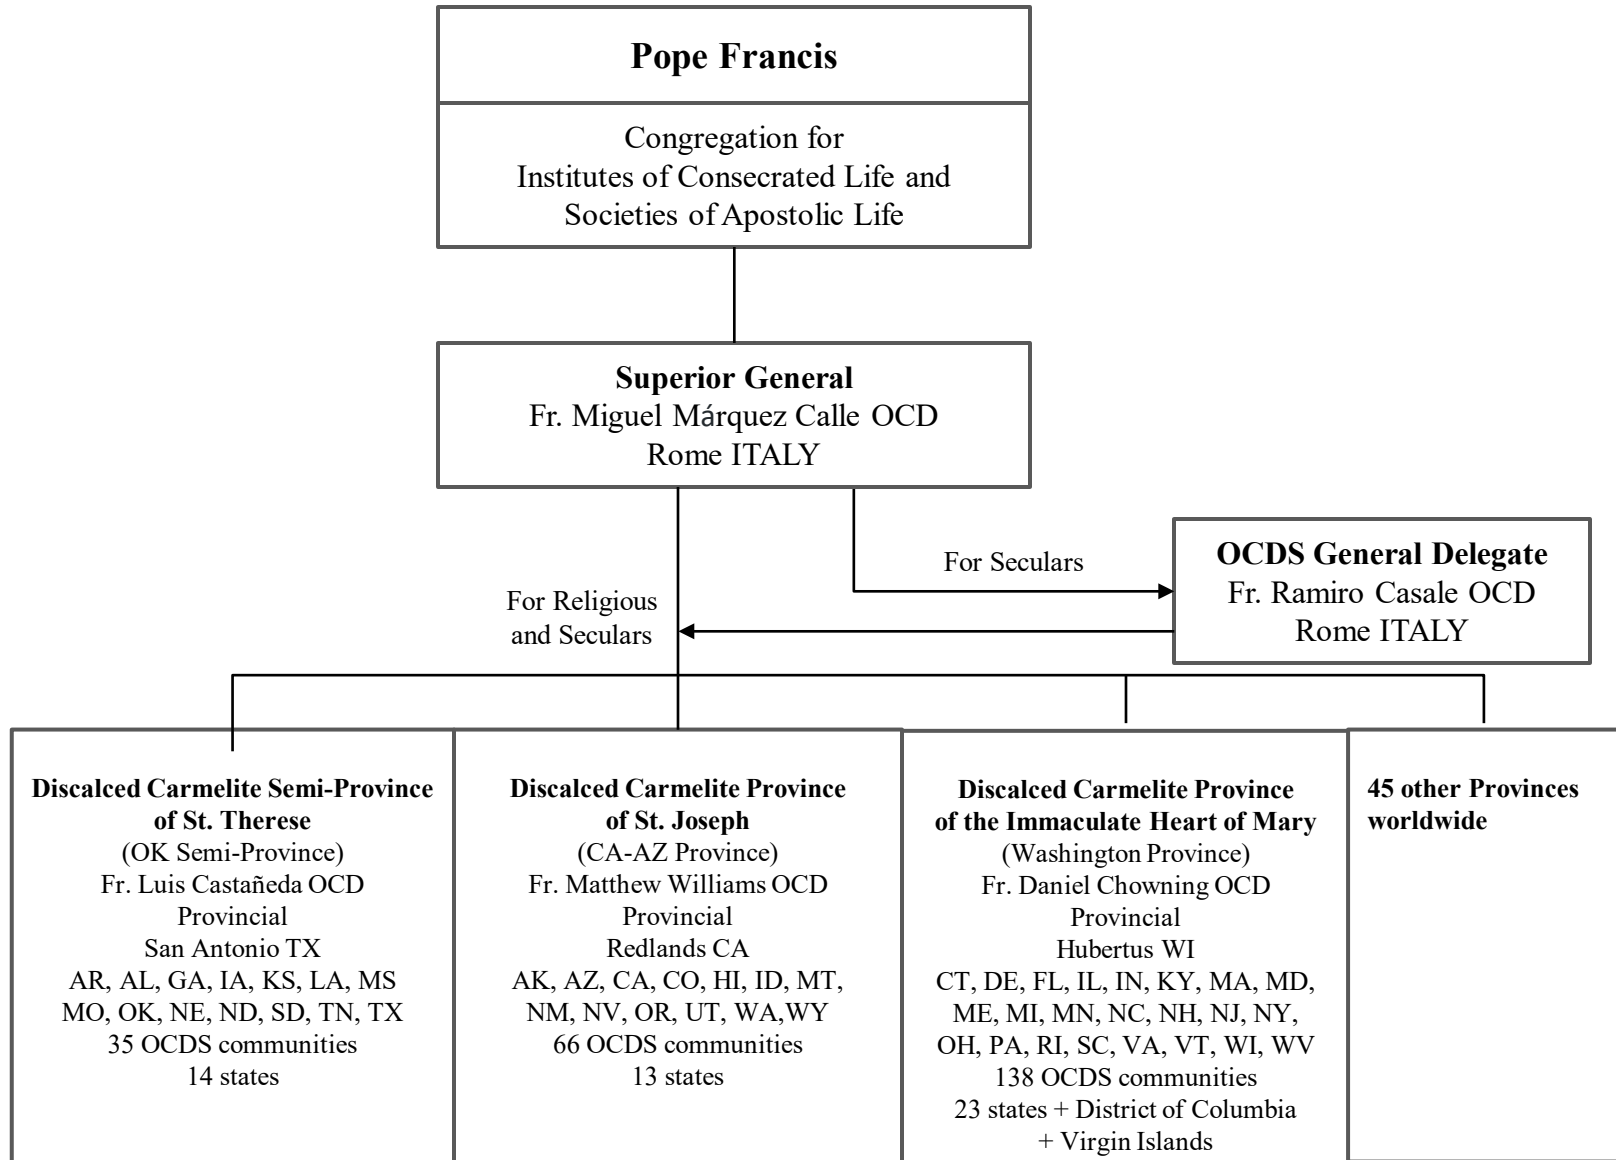 Pope Francis
Congregation for
Institutes of Consecrated Life and
Societies of Apostolic Life
Superior General
Fr. Miguel Márquez Calle OCD
Rome ITALY
For Seculars
OCDS General Delegate
Fr. Ramiro Casale OCD
Rome ITALY
For Religious
and Seculars
Discalced Carmelite Semi-Province
of St. Therese
(OK Semi-Province)
Fr. Luis Castañeda OCD
Provincial
San Antonio TX
AR, AL, GA, IA, KS, LA, MS
MO, OK, NE, ND, SD, TN, TX
35 OCDS communities
14 states
Discalced Carmelite Province
of St. Joseph
(CA-AZ Province)
Fr. Matthew Williams OCD
Provincial
Redlands CA
AK, AZ, CA, CO, HI, ID, MT,
NM, NV, OR, UT, WA,WY
66 OCDS communities
13 states
Discalced Carmelite Province
of the Immaculate Heart of Mary
(Washington Province)
Fr. Daniel Chowning OCD
Provincial
Hubertus WI
CT, DE, FL, IL, IN, KY, MA, MD,
ME, MI, MN, NC, NH, NJ, NY,
OH, PA, RI, SC, VA, VT, WI, WV
138 OCDS communities
23 states + District of Columbia
+ Virgin Islands
45 other Provinces
worldwide